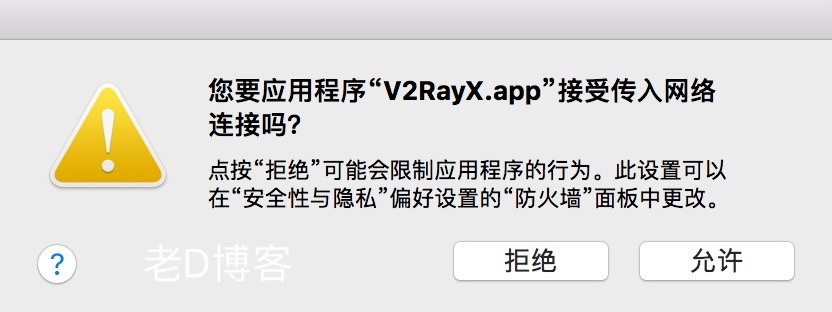 您要应用程序“V2RayX.app”接受传入网络
连接吗?
点按“拒绝”可能会限制应用程序的行为。此设置可以
在“安全性与隐私”偏好设置的“防火墙”面板中更改。
?
老D博客
拒绝
允许